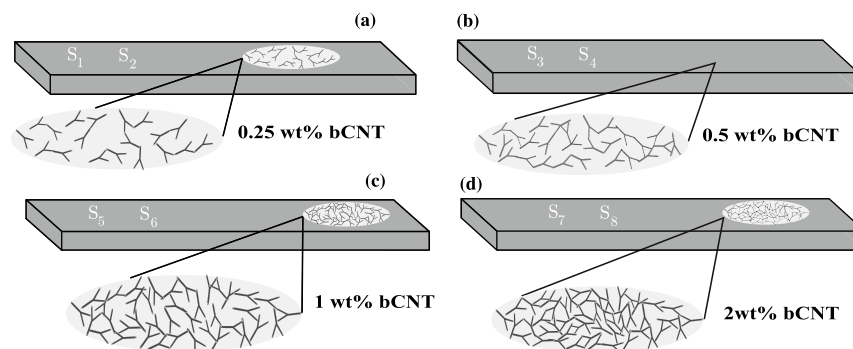 (a)
S1 S2
0.25 wt% bCNT
(b)
S3 S4
0.5 wt% bCNT
(c)
S5 S6
1 wt% bCNT
(d)
S7 S8
2wt% bCNT